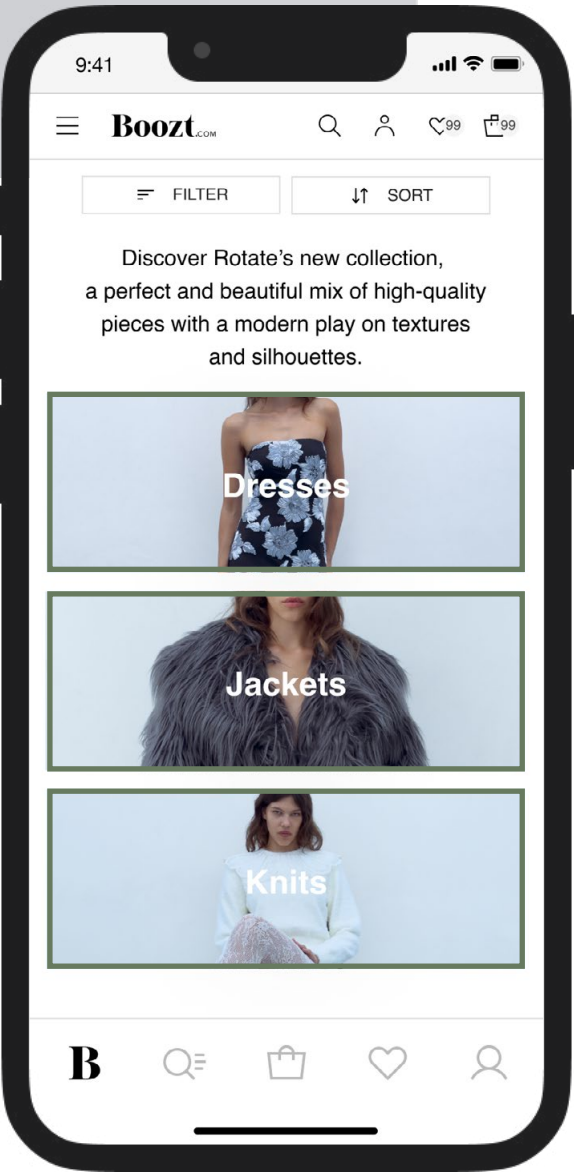 9:41
Boozt.COM
99
99
FILTER
SORT
Discover Rotate’s new collection,
a perfect and beautiful mix of high-quality
pieces with a modern play on textures
and silhouettes.
Dresses
Jackets
Knits
B